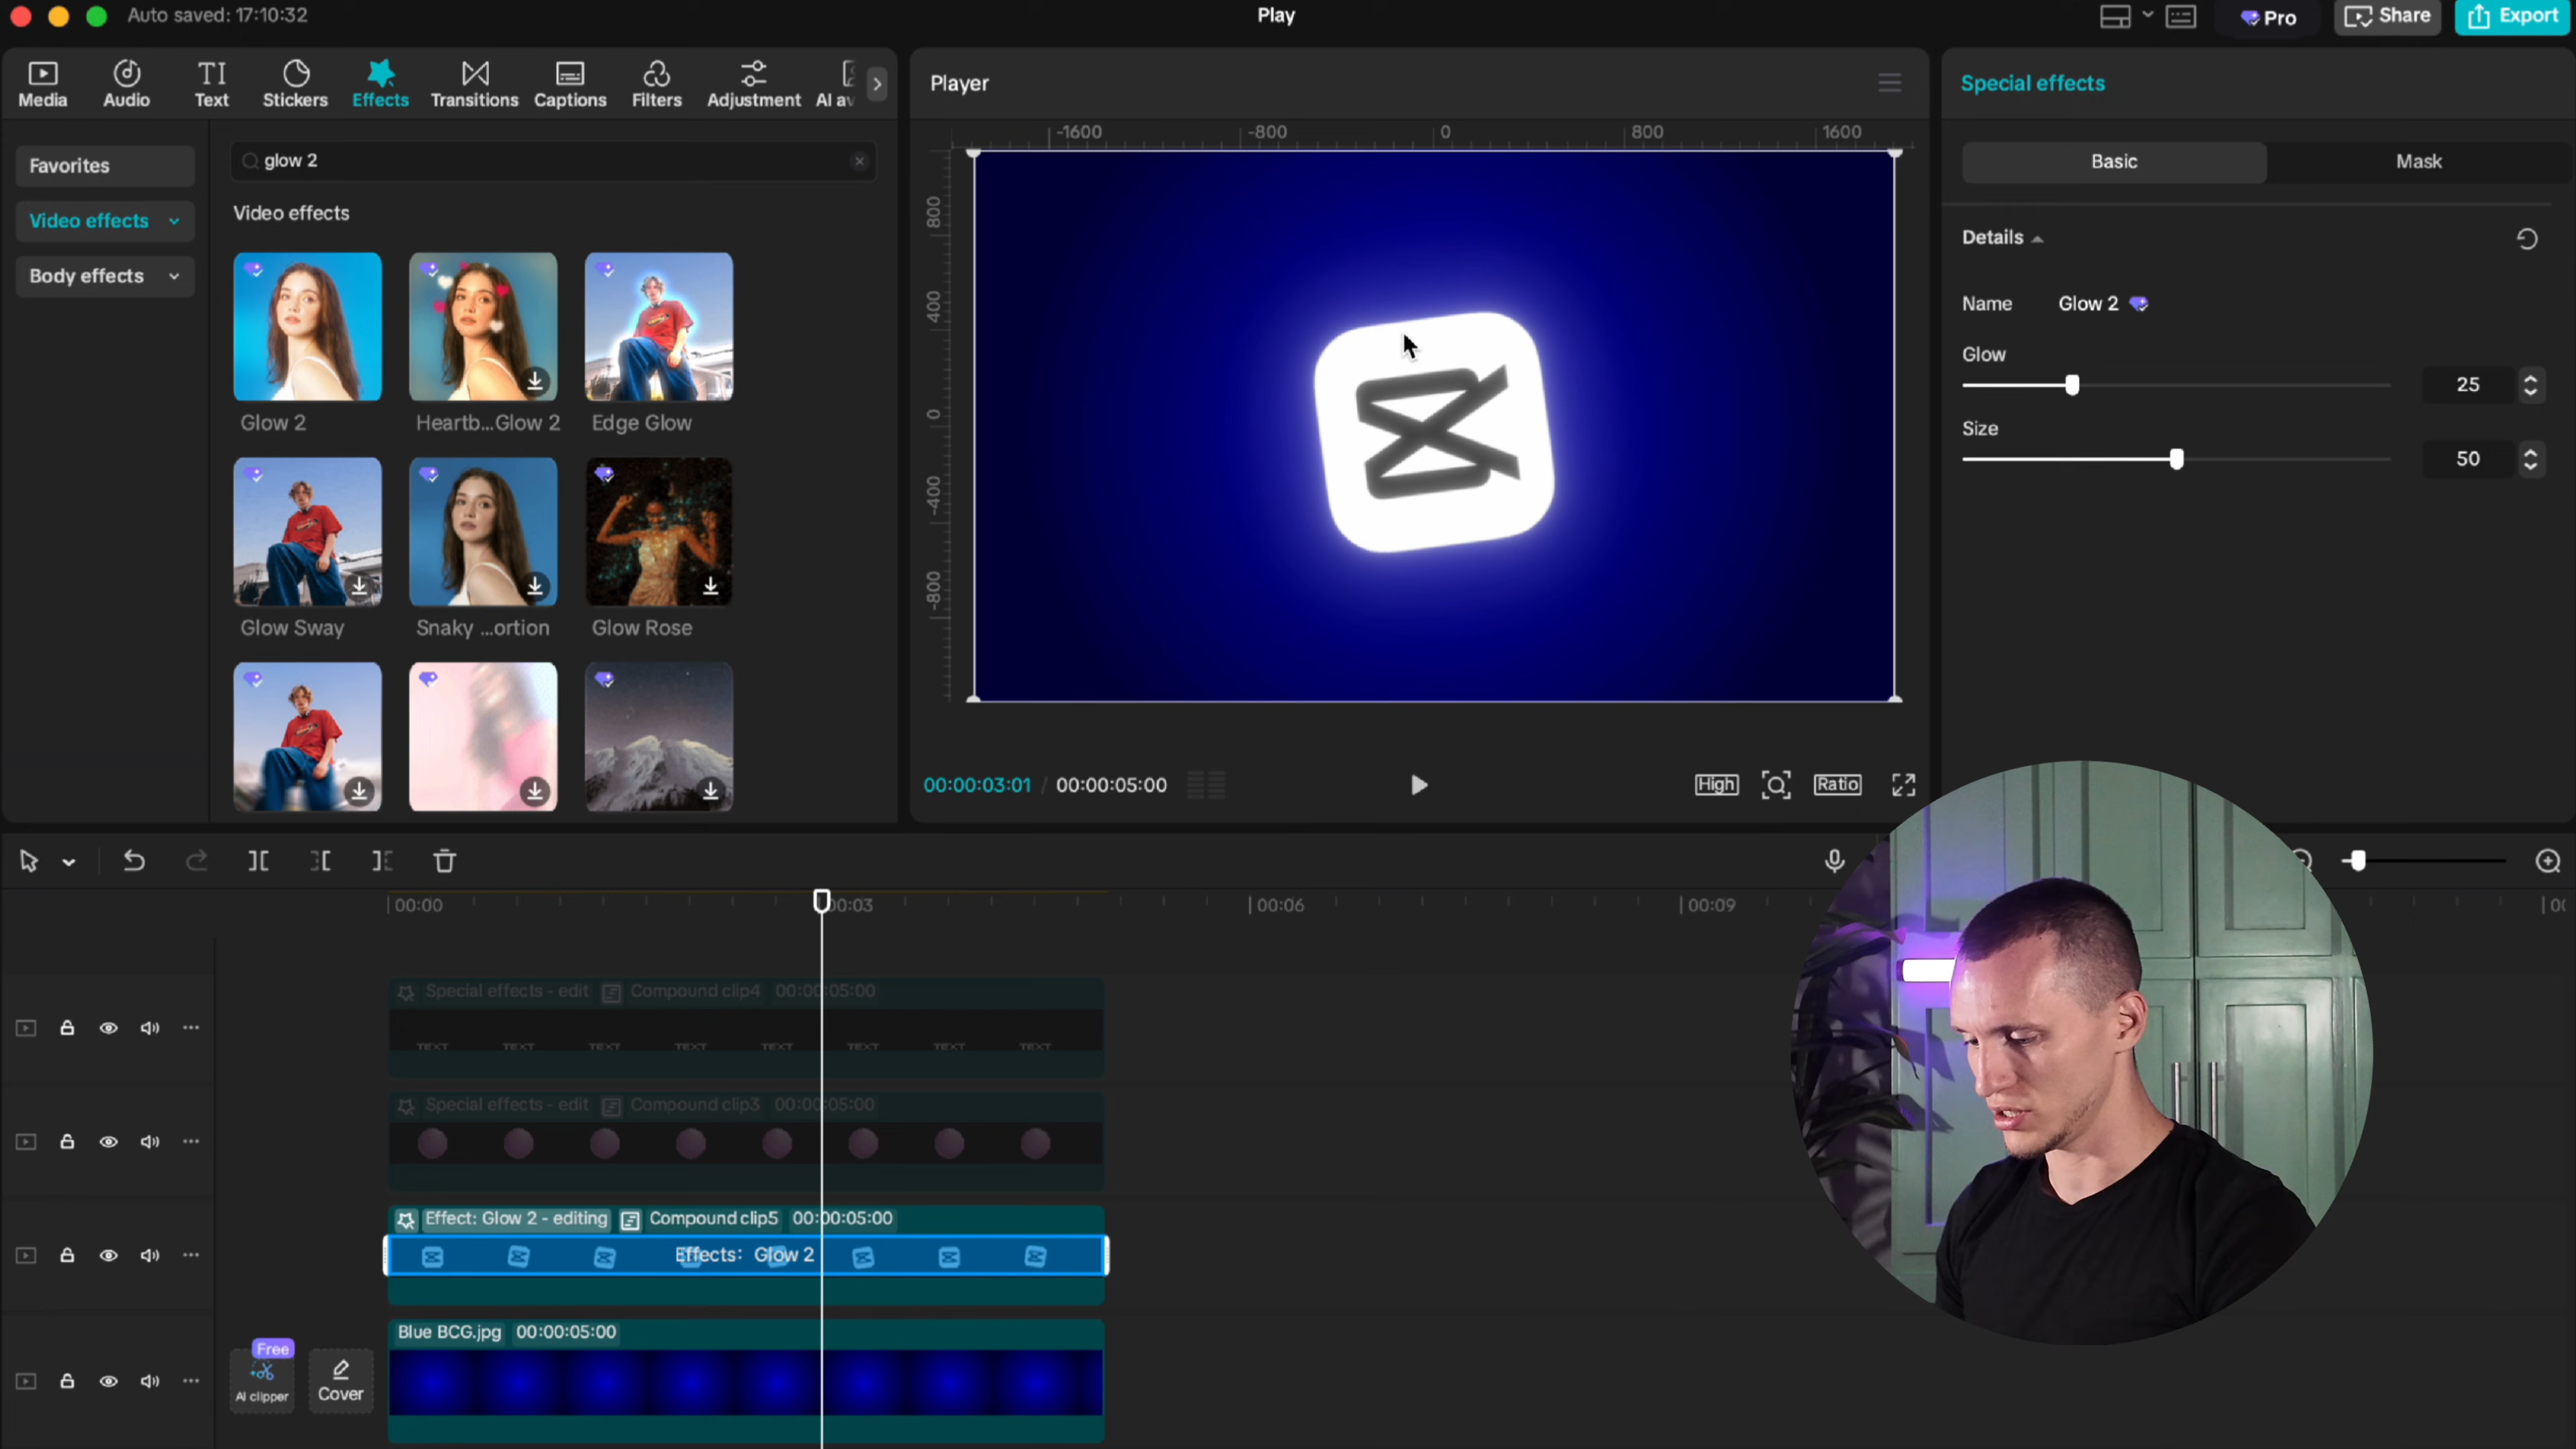 Auto saved: 17:10:32
Play
Pro
Share
Export
Media
Audio
TI
Text
Stickers
Effects
Transitions
Captions
Filters
Adjustment
AI av
Favorites
Video effects
Body effects
glow 2
Video effects
Glow 2
Heartb...Glow 2
Edge Glow
Glow Sway
Snaky ...ortion
Glow Rose
Player
-1600
-800
0
800
1600
800
400
0
-400
-800
00:00:03:01 / 00:00:05:00
High
Ratio
Special effects
Basic
Mask
Details
Name
Glow 2
Glow
25
Size
50
00:00
00:03
00:06
00:09
Special effects - edit
Compound clip4
00:00:05:00
TEXT TEXT TEXT TEXT TEXT TEXT TEXT TEXT
Special effects - edit
Compound clip3
00:00:05:00
Effect: Glow 2 - editing
Compound clip5
00:00:05:00
Effects: Glow 2
Blue BCG.jpg
00:00:05:00
Free
AI clipper
Cover